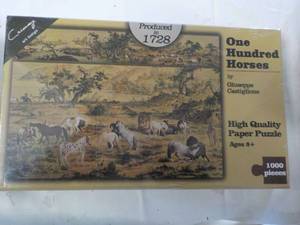 Produced
in
1728
One
Hundred
Horses
by
Giuseppe
Castiglione
High Quality
Paper Puzzle
Ages 8+
1000
pieces